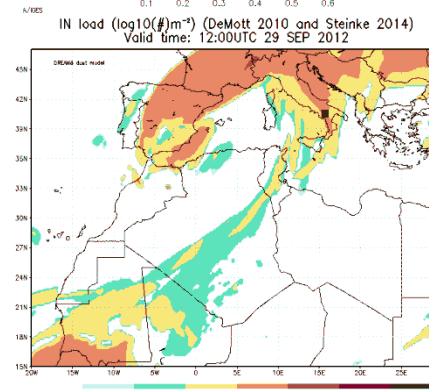 0.1 0.2 0.3 0.4 0.5 0.6
IN load (log10(#)m⁻²) (DeMott 2010 and Steinke 2014)
Valid time: 12:00UTC 29 SEP 2012
DREAM8 dust model
45N
42N
39N
36N
33N
30N
27N
24N
21N
18N
15N
20W 15W 10W 5W 0 5E 10E 15E 20E 25E